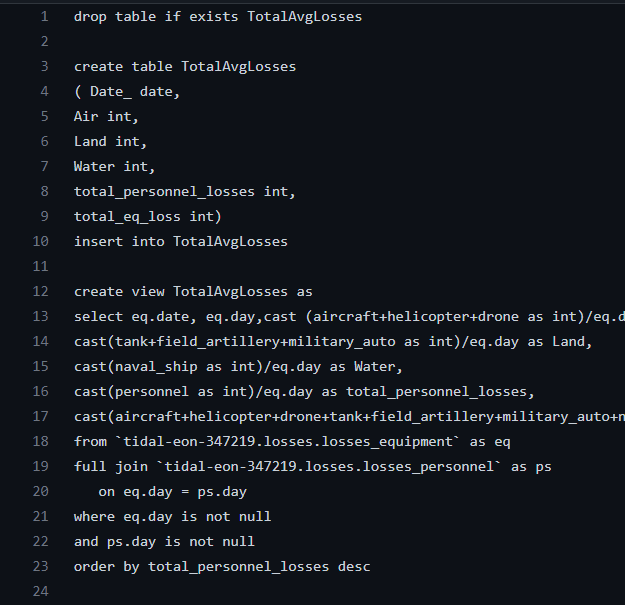 1 drop table if exists TotalAvgLosses
2
3 create table TotalAvgLosses
4 ( Date_ date,
5 Air int,
6 Land int,
7 Water int,
8 total_personnel_losses int,
9 total_eq_loss int)
10 insert into TotalAvgLosses
11
12 create view TotalAvgLosses as
13 select eq.date, eq.day,cast (aircraft+helicopter+drone as int)/eq.d
14 cast(tank+field_artillery+military_auto as int)/eq.day as Land,
15 cast(naval_ship as int)/eq.day as Water,
16 cast(personnel as int)/eq.day as total_personnel_losses,
17 cast(aircraft+helicopter+drone+tank+field_artillery+military_auto+n
18 from `tidal-eon-347219.losses.losses_equipment` as eq
19 full join `tidal-eon-347219.losses.losses_personnel` as ps
20 on eq.day = ps.day
21 where eq.day is not null
22 and ps.day is not null
23 order by total_personnel_losses desc
24